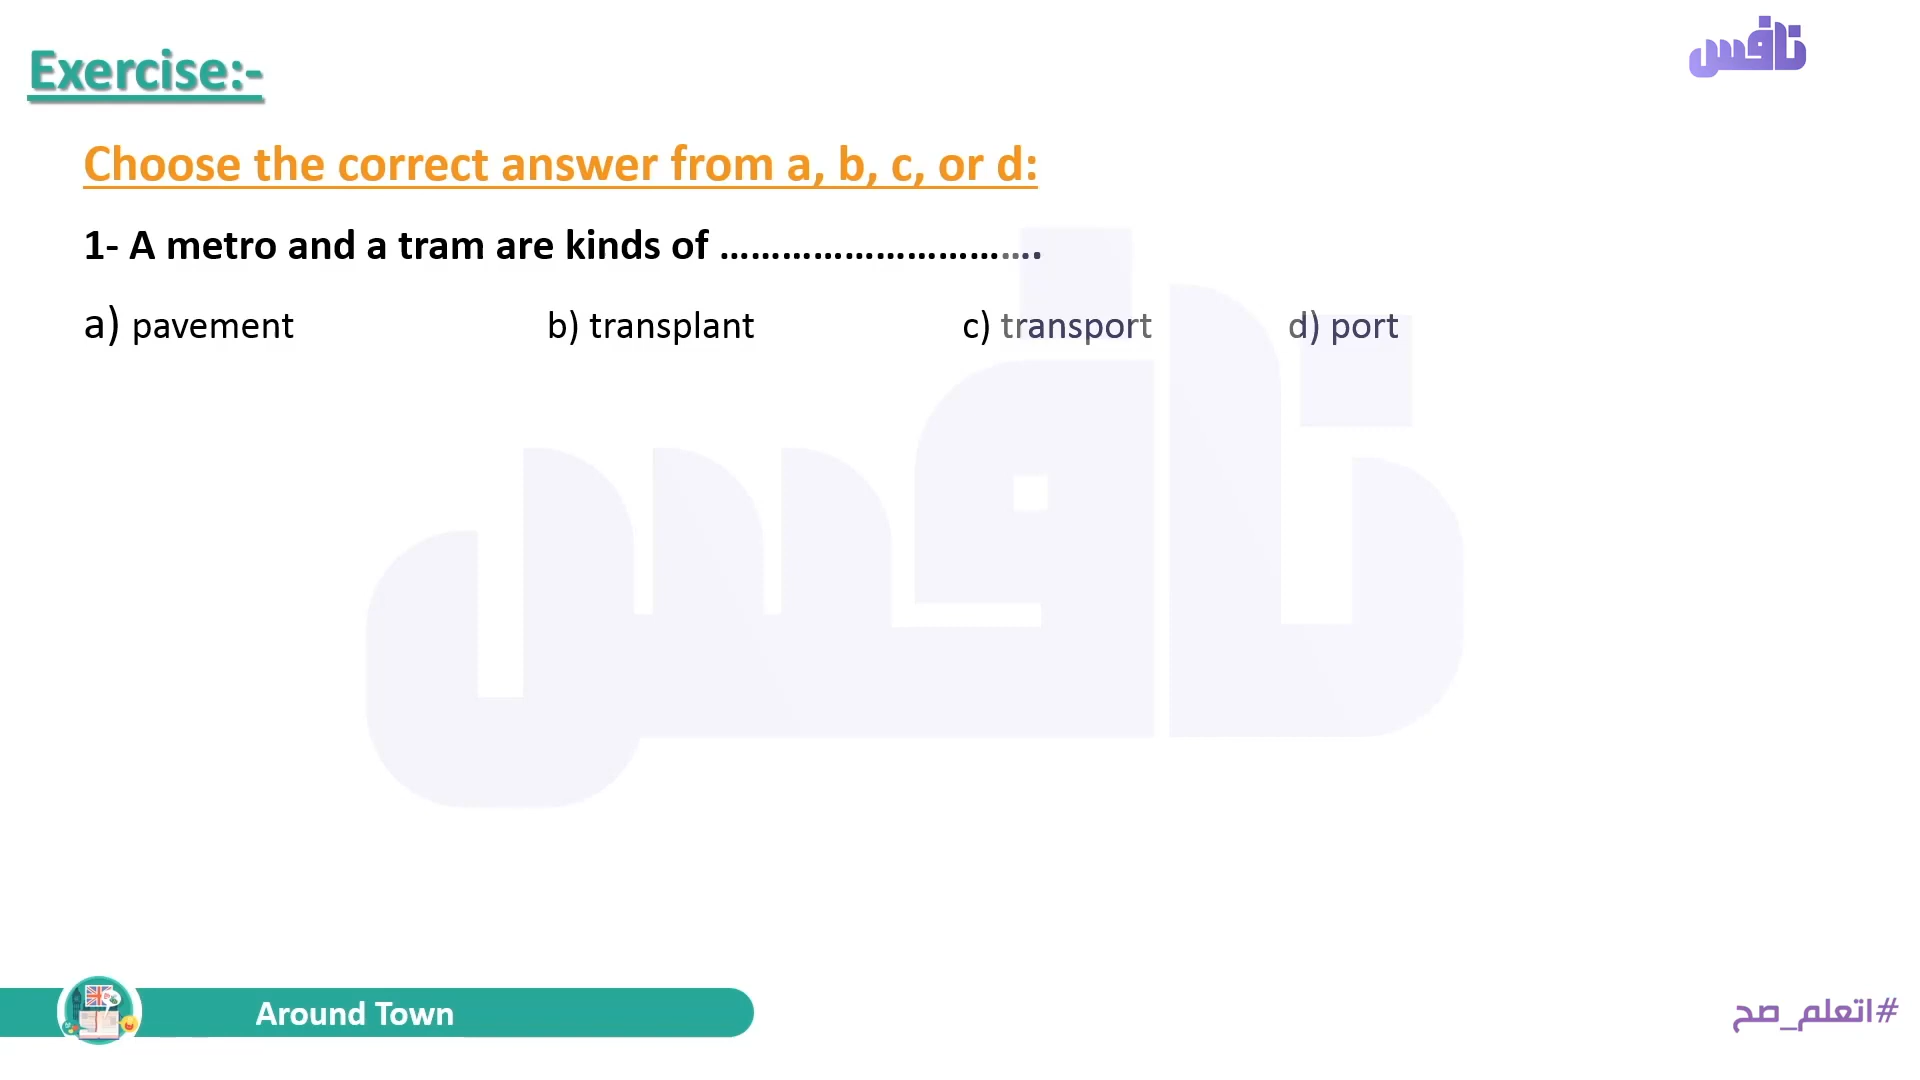 Exercise:-
نافس
Choose the correct answer from a, b, c, or d:
1- A metro and a tram are kinds of ………………………….
a) pavement b) transplant c) transport d) port
نافس
Around Town
#اتعلم_صح